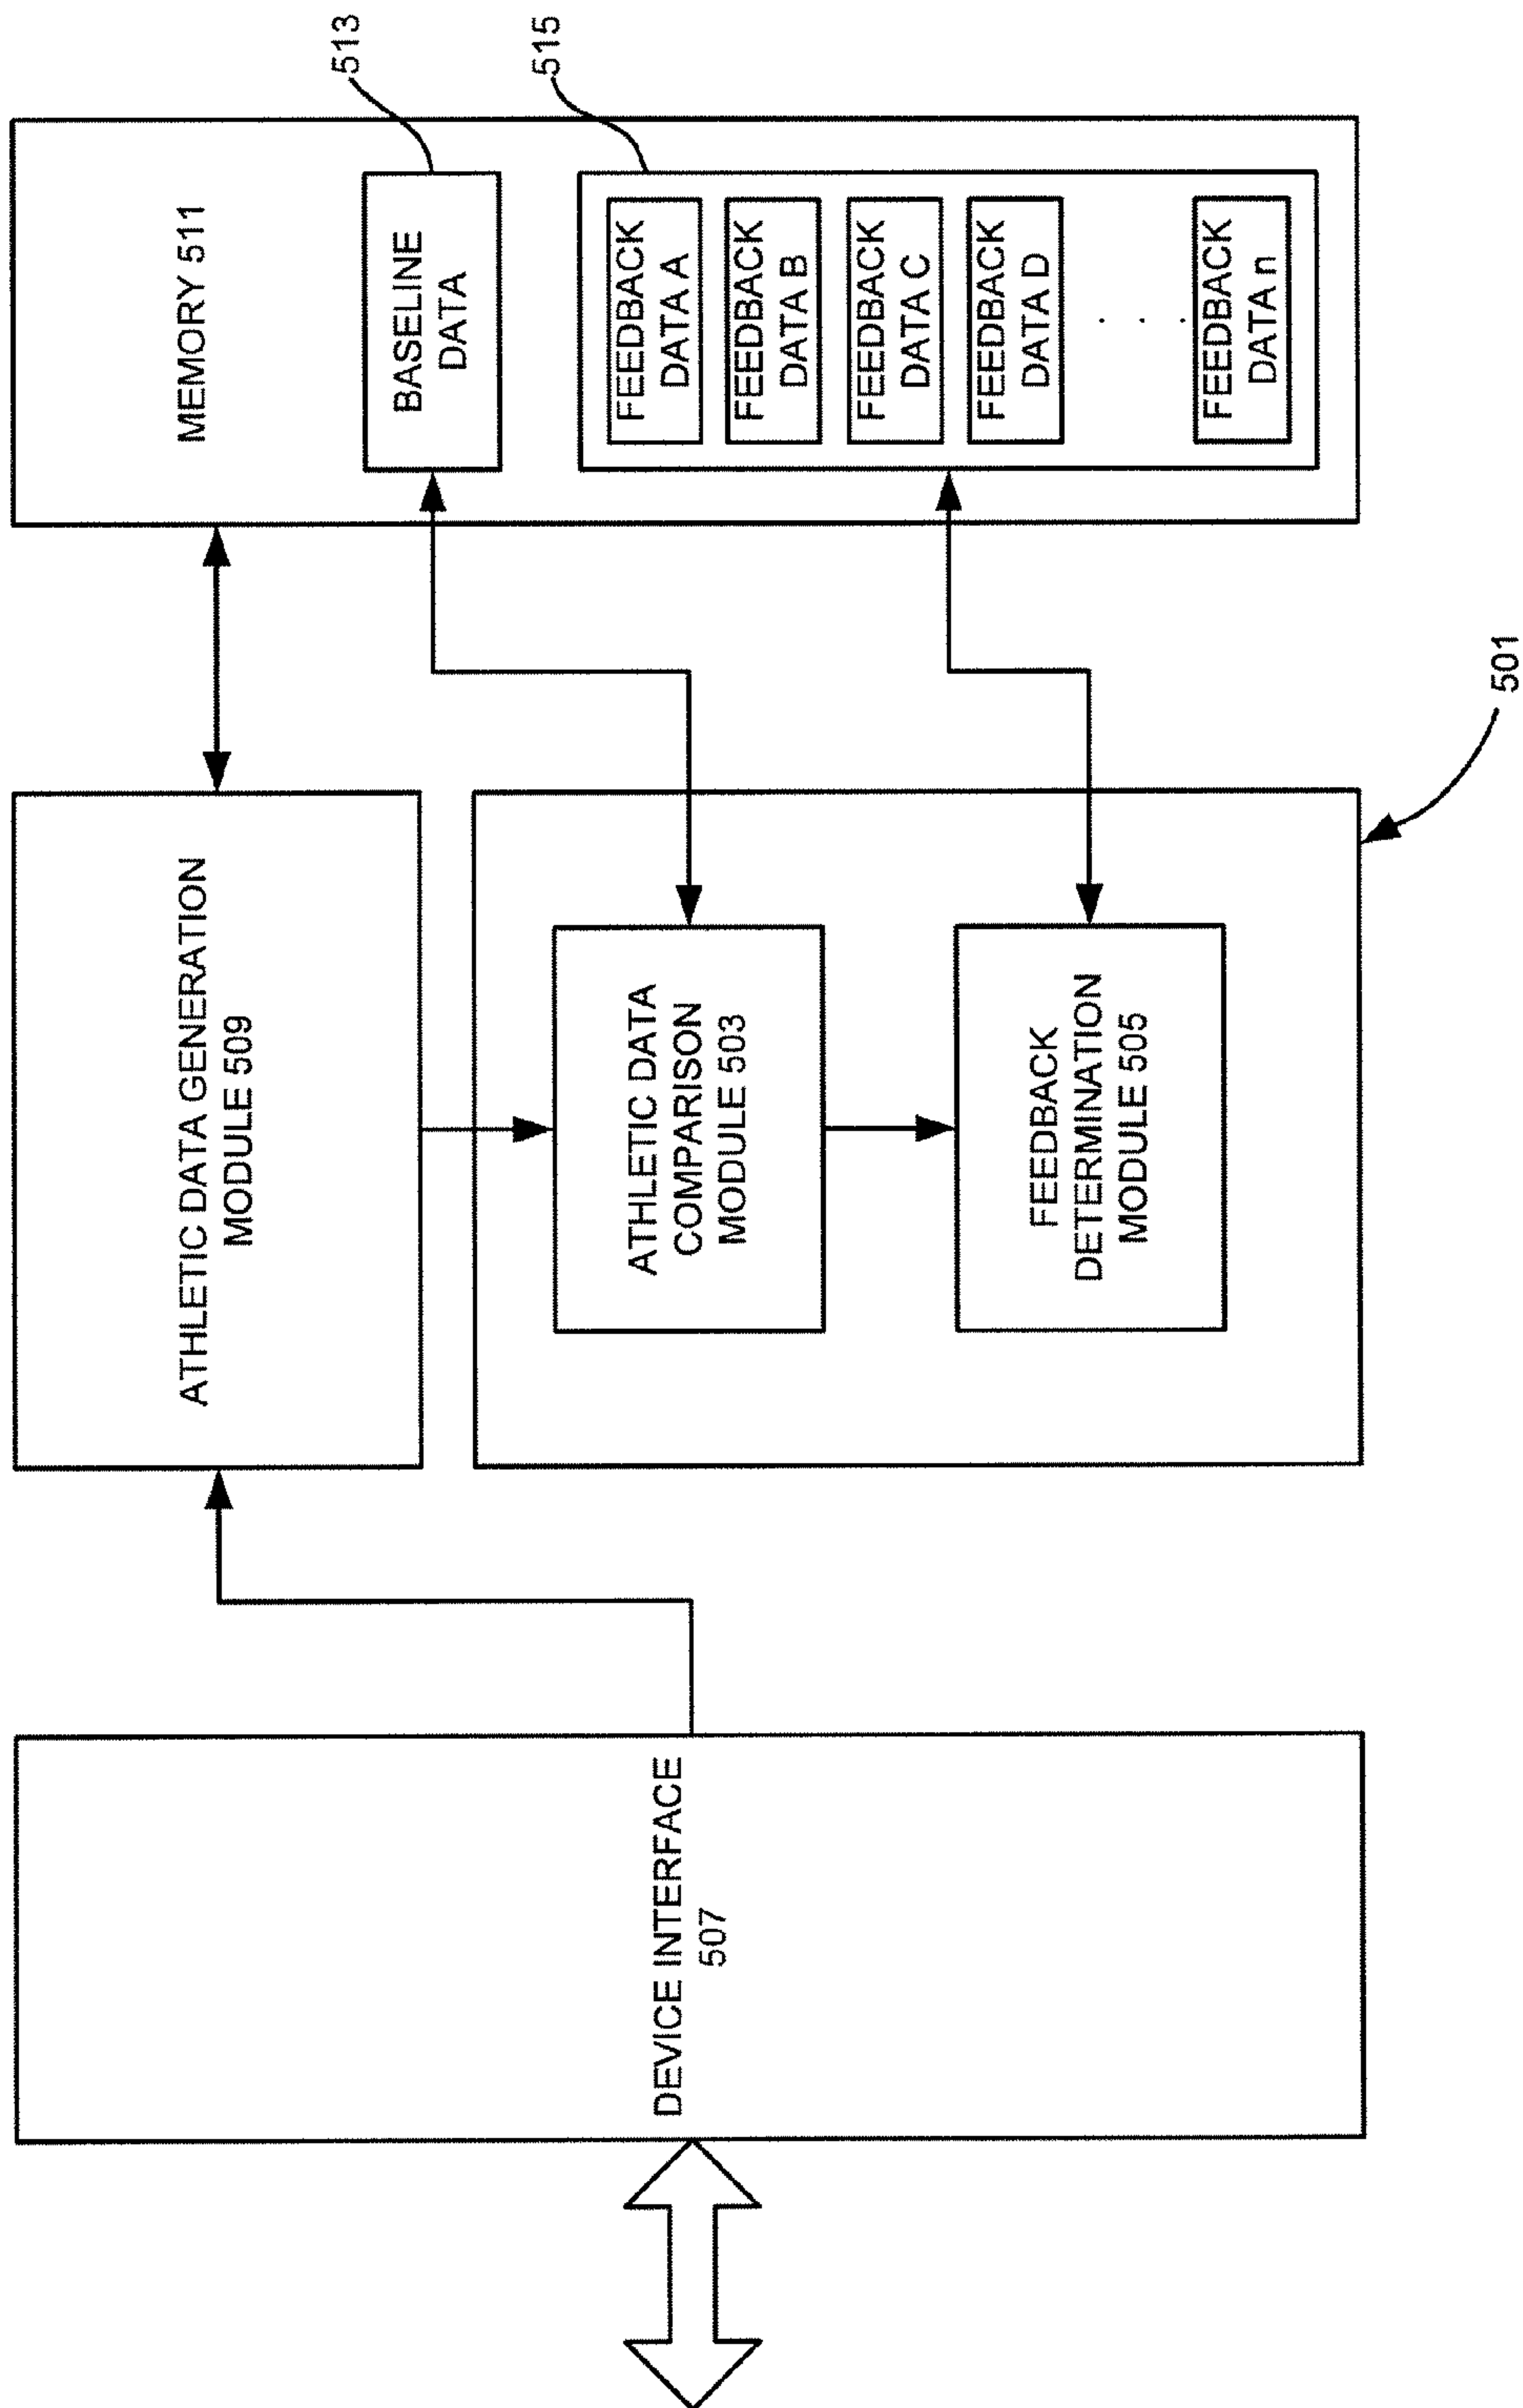 DEVICE INTERFACE
507
ATHLETIC DATA GENERATION
MODULE 509
ATHLETIC DATA
COMPARISON
MODULE 503
FEEDBACK
DETERMINATION
MODULE 505
501
MEMORY 511
BASELINE
DATA
513
515
FEEDBACK
DATA A
FEEDBACK
DATA B
FEEDBACK
DATA C
FEEDBACK
DATA D
. . .
FEEDBACK
DATA n